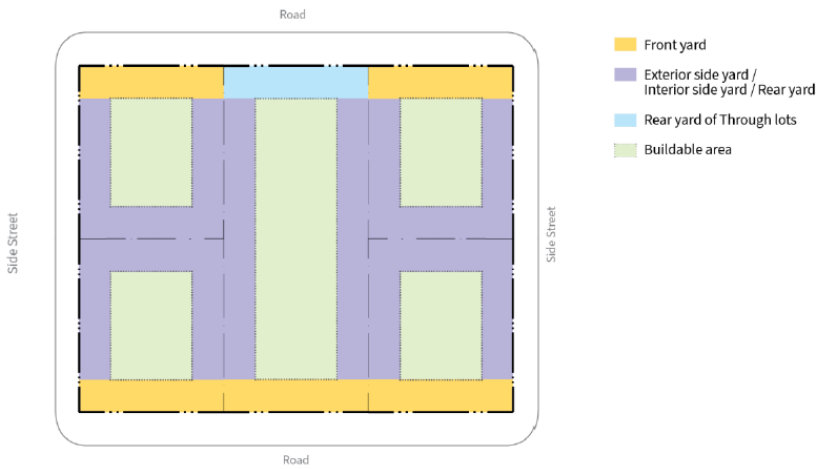 Road
Front yard
Exterior side yard /
Interior side yard / Rear yard
Rear yard of Through lots
Buildable area
Side Street
Side Street
Road